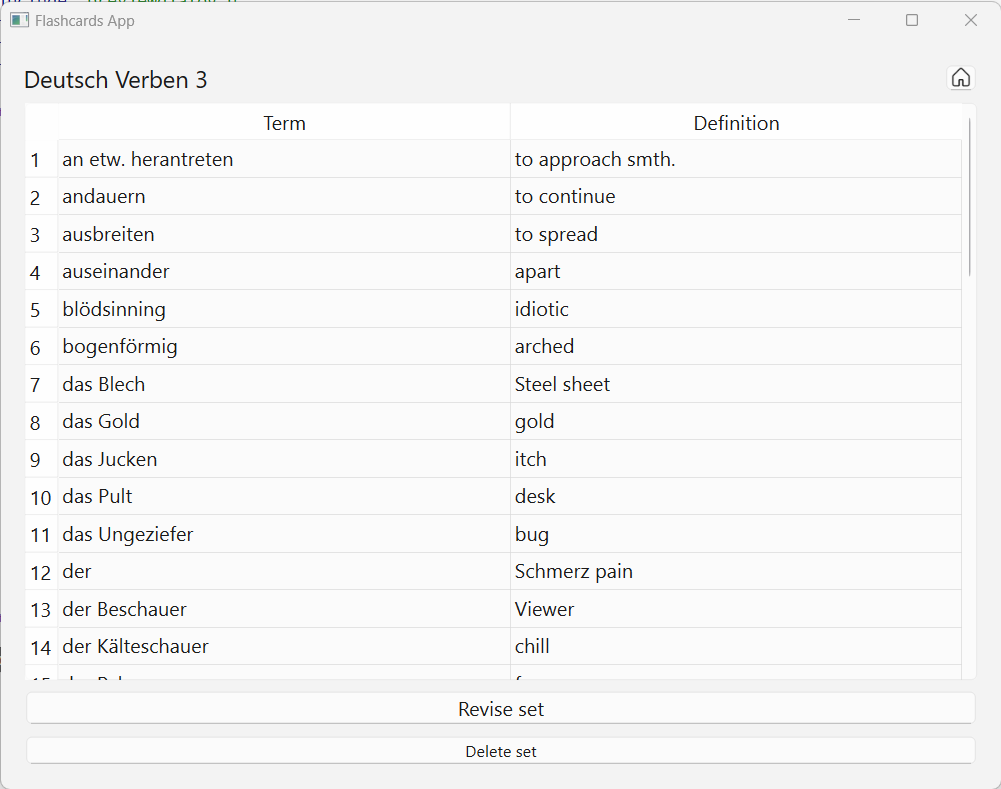 Flashcards App
Deutsch Verben 3
Term Definition
1 an etw. herantreten to approach smth.
2 andauern to continue
3 ausbreiten to spread
4 auseinander apart
5 blödsinning idiotic
6 bogenförmig arched
7 das Blech Steel sheet
8 das Gold gold
9 das Jucken itch
10 das Pult desk
11 das Ungeziefer bug
12 der Schmerz pain
13 der Beschauer Viewer
14 der Kälteschauer chill
Revise set
Delete set